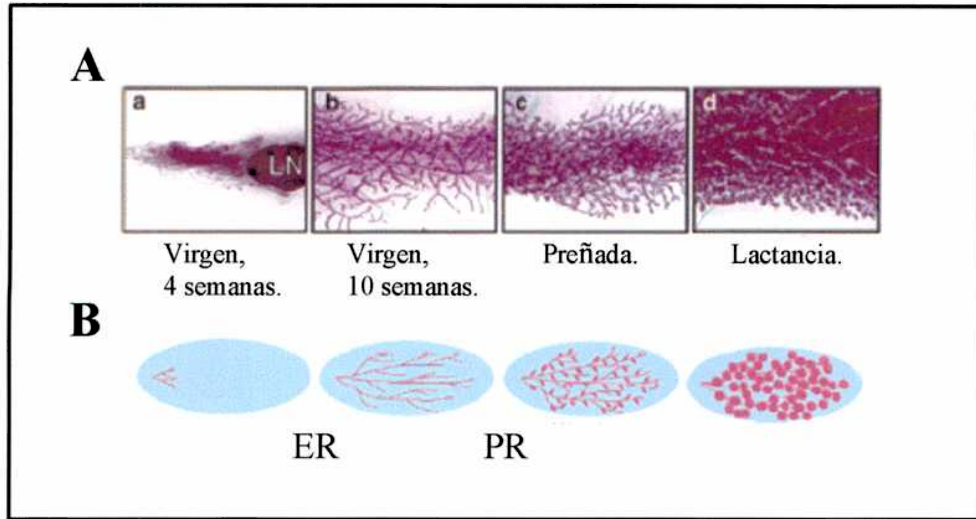 A
a b c d
LN
Virgen, Virgen, Preñada. Lactancia.
4 semanas. 10 semanas.
B
ER PR